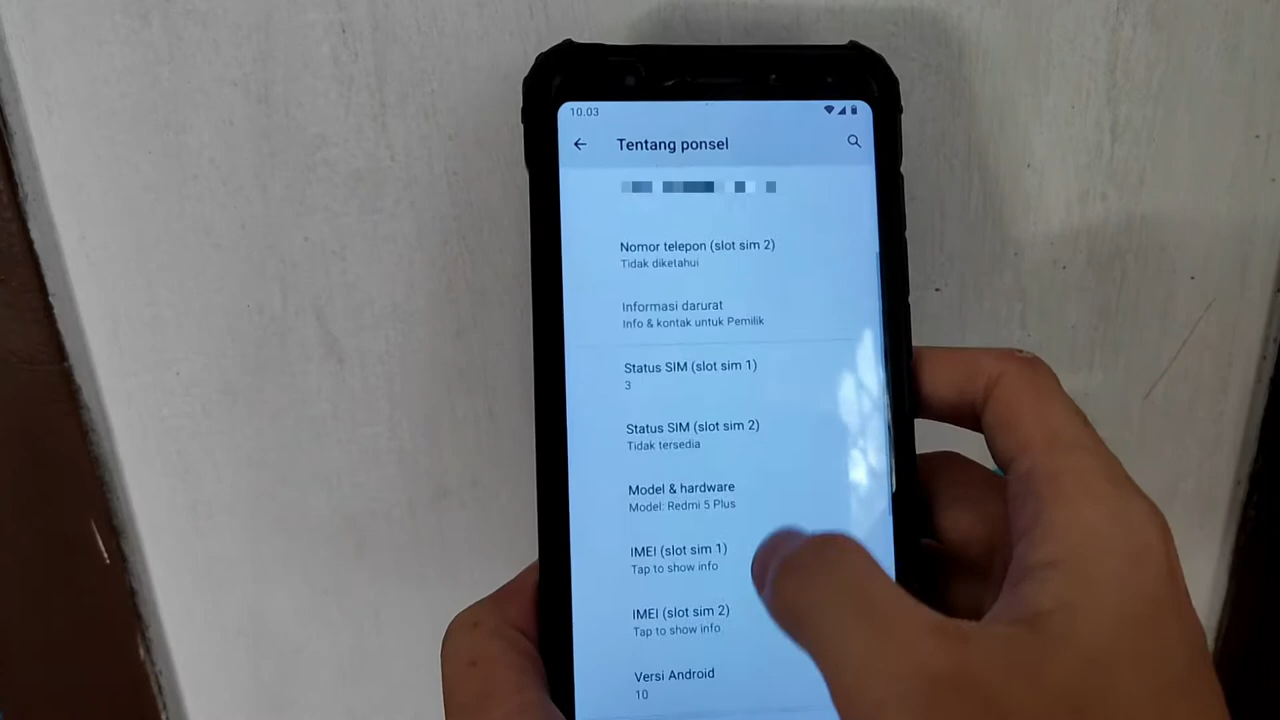 10.03
Tentang ponsel
Nomor telepon (slot sim 2)
Tidak diketahui
Informasi darurat
Info & kontak untuk Pemilik
Status SIM (slot sim 1)
3
Status SIM (slot sim 2)
Tidak tersedia
Model & hardware
Model: Redmi 5 Plus
IMEI (slot sim 1)
Tap to show info
IMEI (slot sim 2)
Tap to show info
Versi Android
10